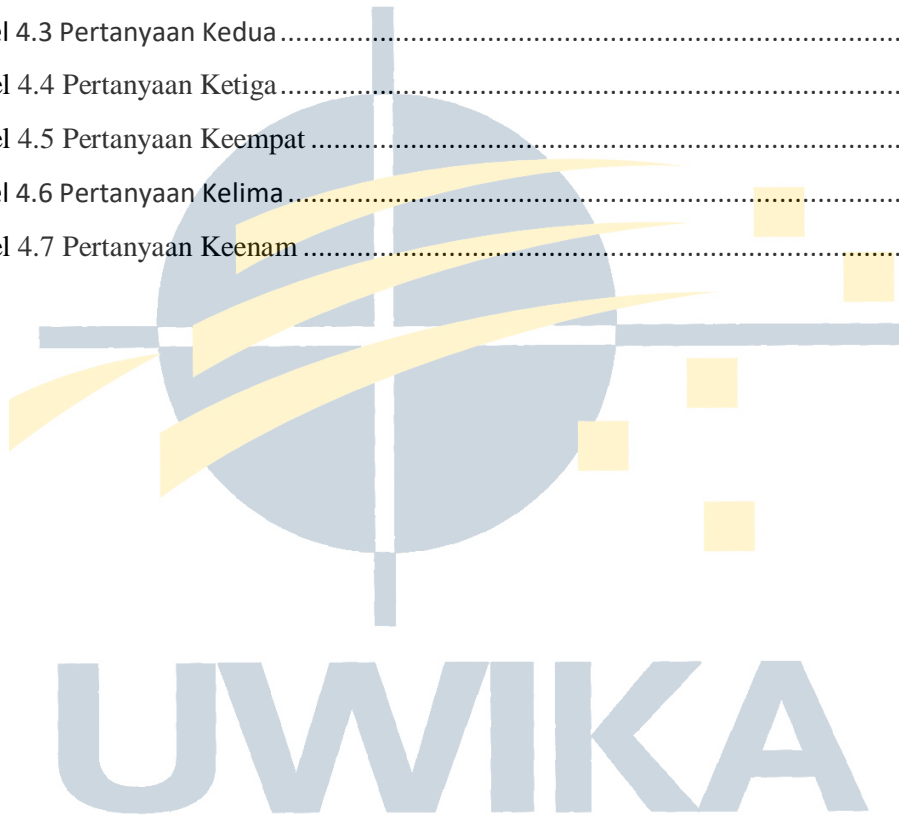 el 4.3 Pertanyaan Kedua........................................................................................
el 4.4 Pertanyaan Ketiga........................................................................................
el 4.5 Pertanyaan Keempat ....................................................................................
el 4.6 Pertanyaan Kelima.......................................................................................
el 4.7 Pertanyaan Keenam .....................................................................................
UWIKA